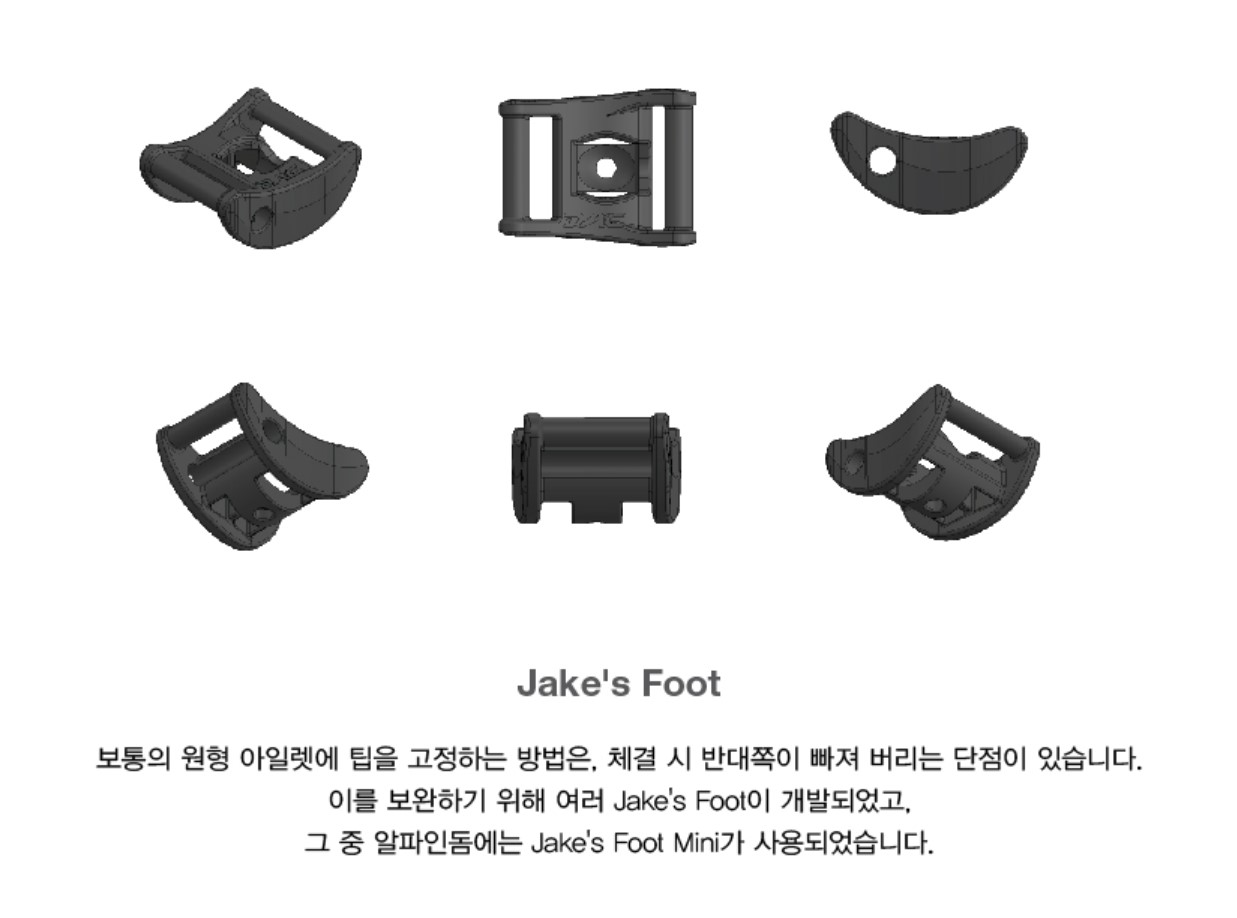 DAC
Jake's Foot
보통의 원형 아일렛에 팁을 고정하는 방법은, 체결 시 반대쪽이 빠져 버리는 단점이 있습니다.
이를 보완하기 위해 여러 Jake's Foot이 개발되었고,
그 중 알파인돔에는 Jake's Foot Mini가 사용되었습니다.